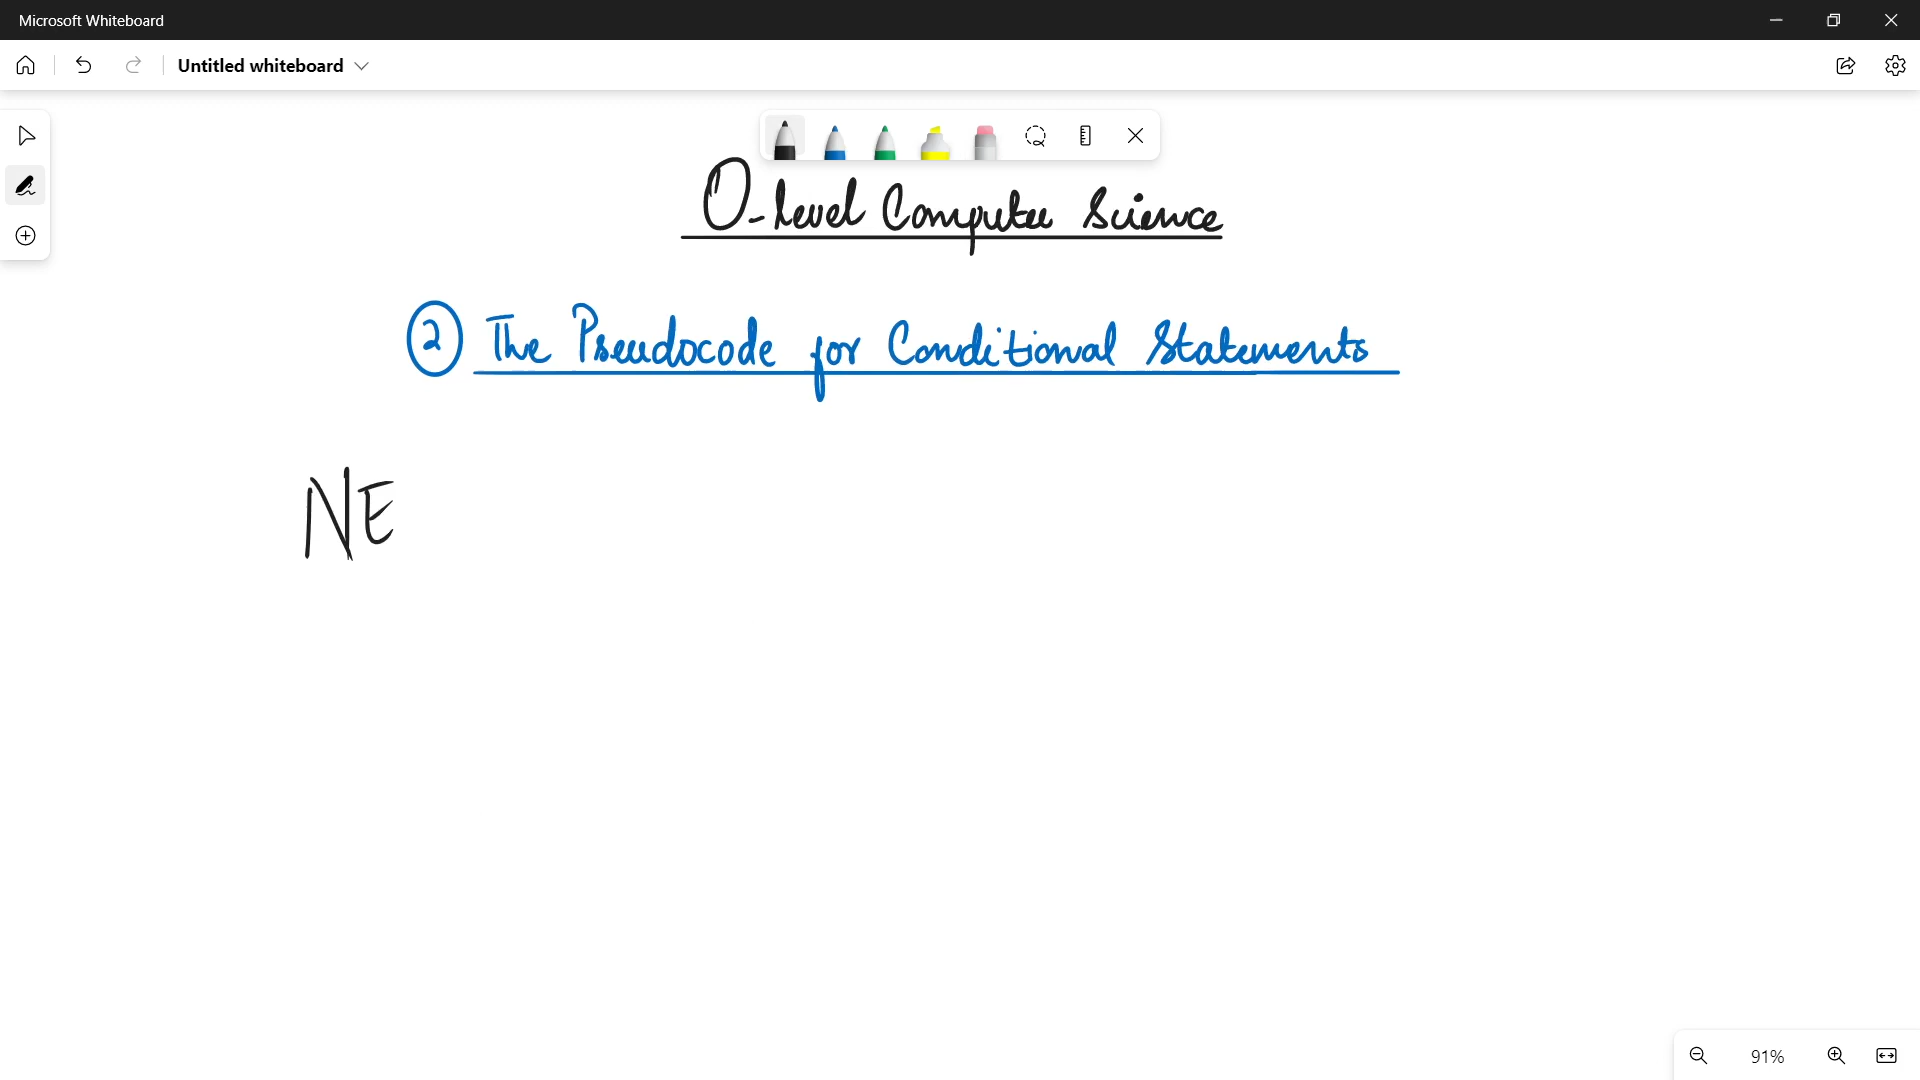 Microsoft Whiteboard
Untitled whiteboard
O-level Computer Science
2 The Pseudocode for Conditional Statements
NE
91%